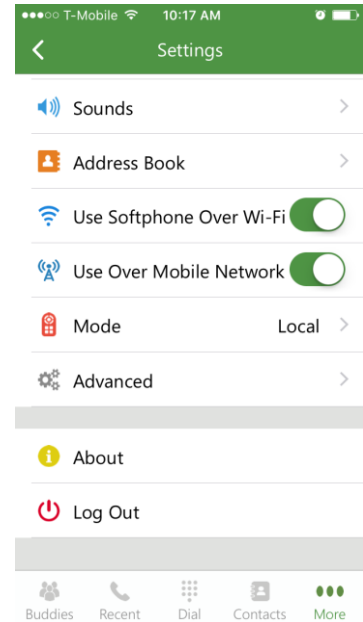 T-Mobile 10:17 AM
Settings
Sounds
Address Book
Use Softphone Over Wi-Fi
Use Over Mobile Network
Mode Local
Advanced
About
Log Out
Buddies Recent Dial Contacts More